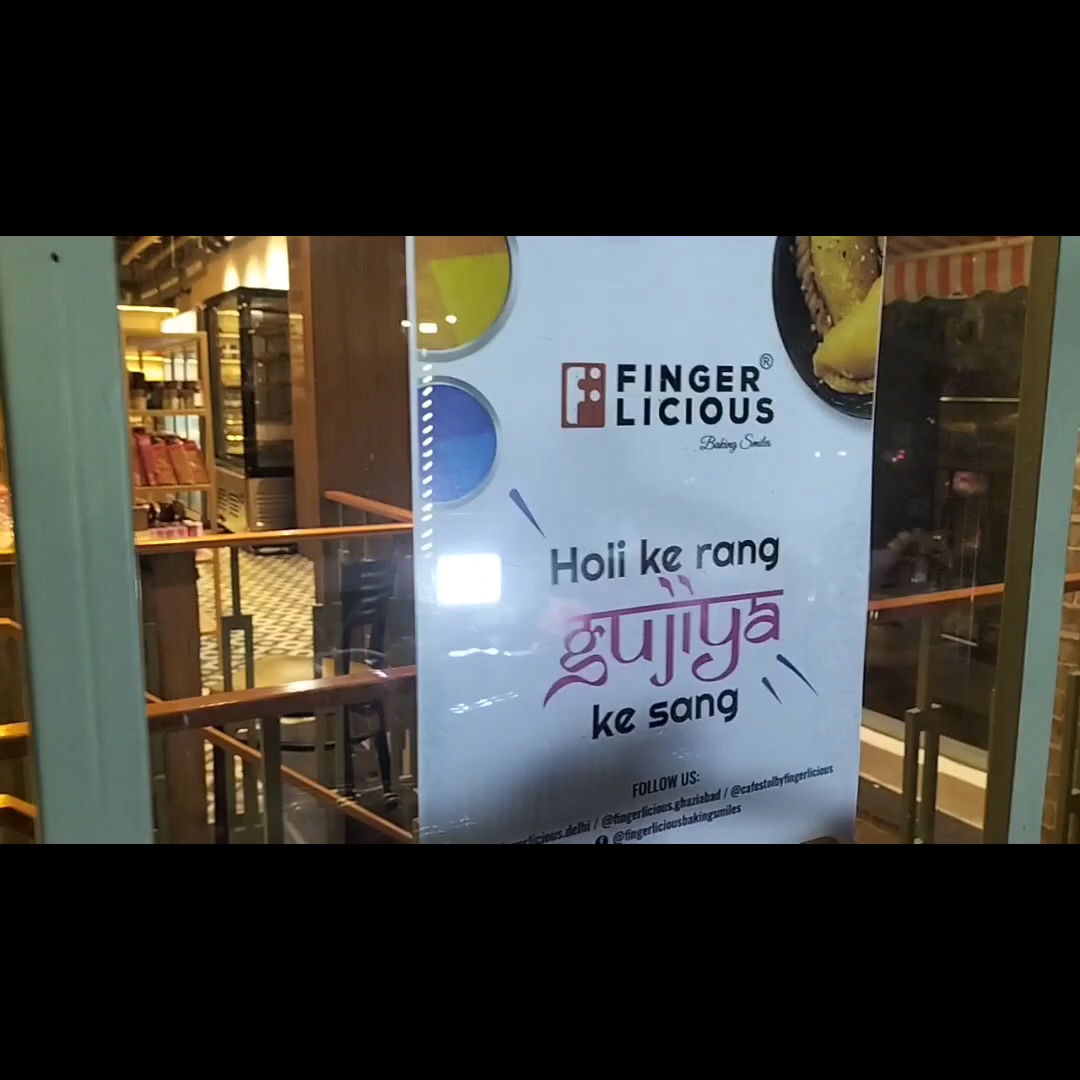 FINGER®
LICIOUS
Baking Smiles
Holi ke rang
gujiya
ke sang
FOLLOW US:
/ @fingerlicious.ghaziabad / @cafestolbyfingerlicious
@fingerliciousbakingsmiles